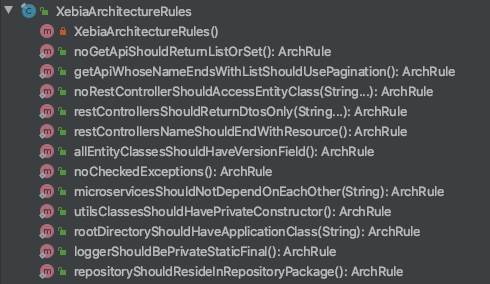 XebiaArchitectureRules
XebiaArchitectureRules()
noGetApiShouldReturnListOrSet(): ArchRule
getApiWhoseNameEndsWithListShouldUsePagination(): ArchRule
noRestControllerShouldAccessEntityClass(String...): ArchRule
restControllersShouldReturnDtosOnly(String...): ArchRule
restControllersNameShouldEndWithResource(): ArchRule
allEntityClassesShouldHaveVersionField(): ArchRule
noCheckedExceptions(): ArchRule
microservicesShouldNotDependOnEachOther(String): ArchRule
utilsClassesShouldHavePrivateConstructor(): ArchRule
rootDirectoryShouldHaveApplicationClass(String): ArchRule
loggerShouldBePrivateStaticFinal(): ArchRule
repositoryShouldResideInRepositoryPackage(): ArchRule